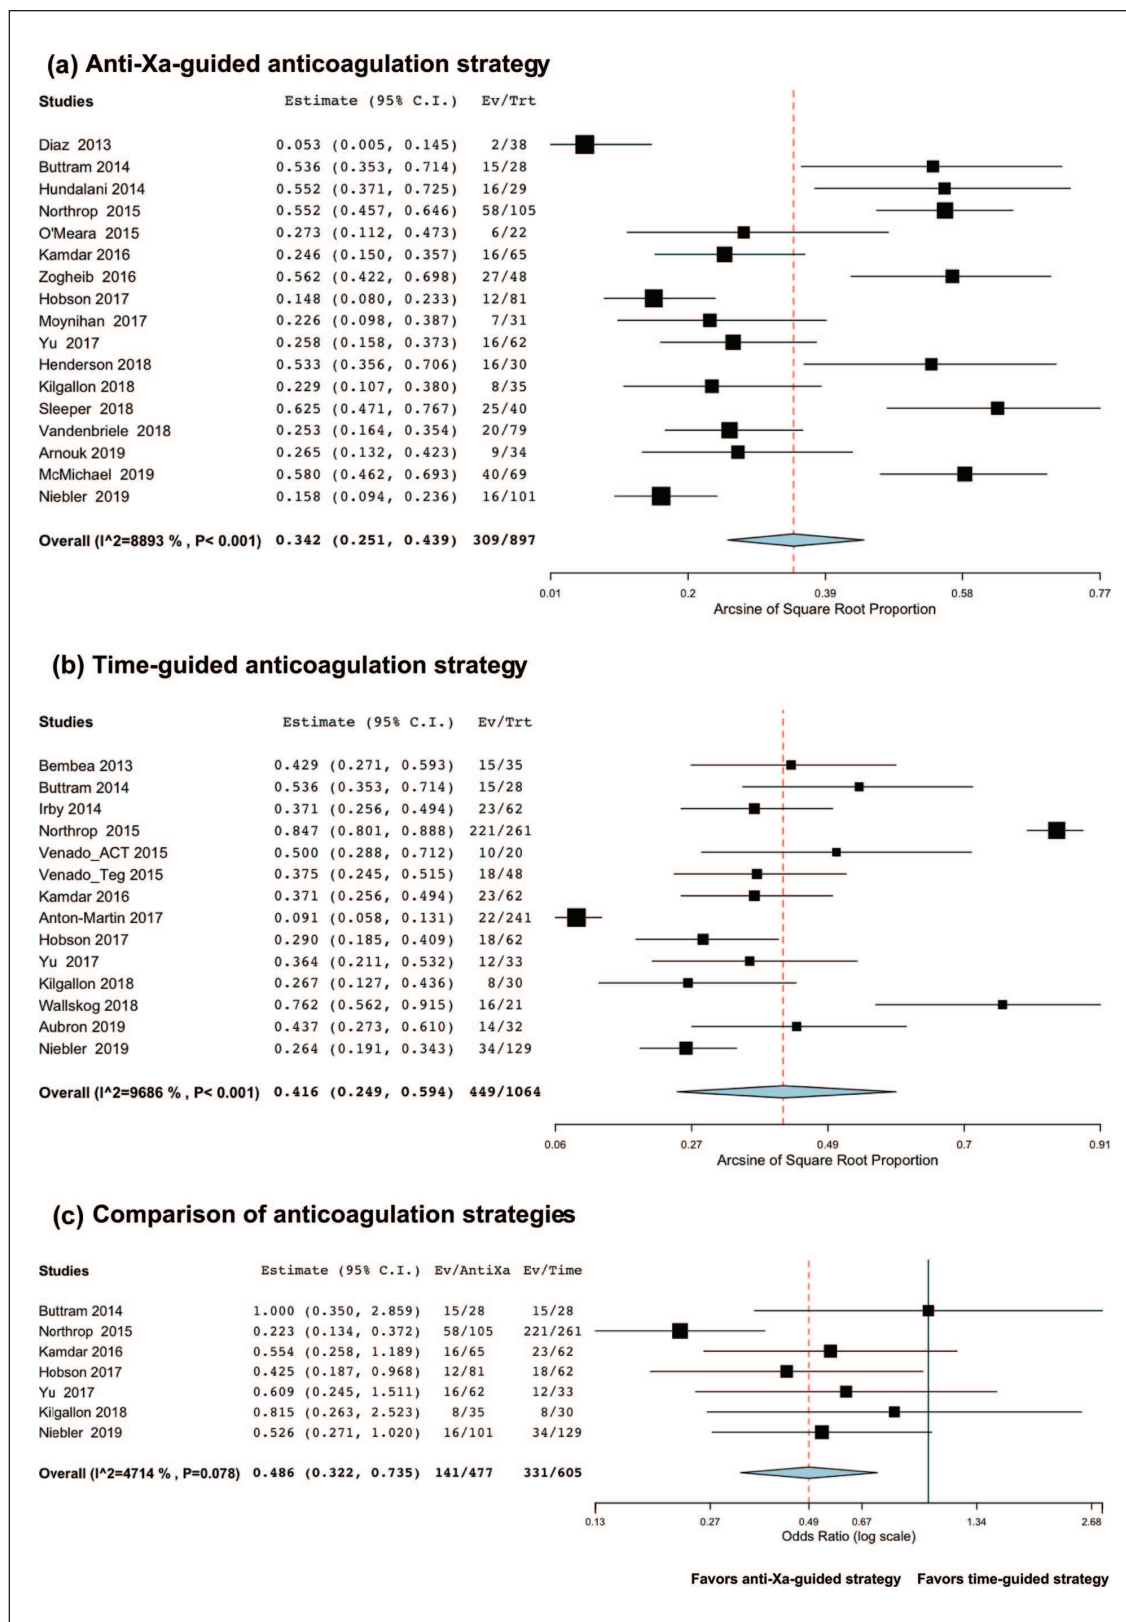 (a) Anti-Xa-guided anticoagulation strategy
Studies Estimate (95% C.I.) Ev/Trt
Diaz 2013 0.053 (0.005, 0.145) 2/38
Buttram 2014 0.536 (0.353, 0.714) 15/28
Hundalani 2014 0.552 (0.371, 0.725) 16/29
Northrop 2015 0.552 (0.457, 0.646) 58/105
O'Meara 2015 0.273 (0.112, 0.473) 6/22
Kamdar 2016 0.246 (0.150, 0.357) 16/65
Zogheib 2016 0.562 (0.422, 0.698) 27/48
Hobson 2017 0.148 (0.080, 0.233) 12/81
Moynihan 2017 0.226 (0.098, 0.387) 7/31
Yu 2017 0.258 (0.158, 0.373) 16/62
Henderson 2018 0.533 (0.356, 0.706) 16/30
Kilgallon 2018 0.229 (0.107, 0.380) 8/35
Sleeper 2018 0.625 (0.471, 0.767) 25/40
Vandenbriele 2018 0.253 (0.164, 0.354) 20/79
Arnouk 2019 0.265 (0.132, 0.423) 9/34
McMichael 2019 0.580 (0.462, 0.693) 40/69
Niebler 2019 0.158 (0.094, 0.236) 16/101
Overall (I^2=8893 % , P< 0.001) 0.342 (0.251, 0.439) 309/897
0.01 0.2 0.39 0.58 0.77
Arcsine of Square Root Proportion
(b) Time-guided anticoagulation strategy
Studies Estimate (95% C.I.) Ev/Trt
Bembea 2013 0.429 (0.271, 0.593) 15/35
Buttram 2014 0.536 (0.353, 0.714) 15/28
Irby 2014 0.371 (0.256, 0.494) 23/62
Northrop 2015 0.847 (0.801, 0.888) 221/261
Venado_ACT 2015 0.500 (0.288, 0.712) 10/20
Venado_Teg 2015 0.375 (0.245, 0.515) 18/48
Kamdar 2016 0.371 (0.256, 0.494) 23/62
Anton-Martin 2017 0.091 (0.058, 0.131) 22/241
Hobson 2017 0.290 (0.185, 0.409) 18/62
Yu 2017 0.364 (0.211, 0.532) 12/33
Kilgallon 2018 0.267 (0.127, 0.436) 8/30
Wallskog 2018 0.762 (0.562, 0.915) 16/21
Aubron 2019 0.437 (0.273, 0.610) 14/32
Niebler 2019 0.264 (0.191, 0.343) 34/129
Overall (I^2=9686 % , P< 0.001) 0.416 (0.249, 0.594) 449/1064
0.06 0.27 0.49 0.7 0.91
Arcsine of Square Root Proportion
(c) Comparison of anticoagulation strategies
Studies Estimate (95% C.I.) Ev/AntiXa Ev/Time
Buttram 2014 1.000 (0.350, 2.859) 15/28 15/28
Northrop 2015 0.223 (0.134, 0.372) 58/105 221/261
Kamdar 2016 0.554 (0.258, 1.189) 16/65 23/62
Hobson 2017 0.425 (0.187, 0.968) 12/81 18/62
Yu 2017 0.609 (0.245, 1.511) 16/62 12/33
Kilgallon 2018 0.815 (0.263, 2.523) 8/35 8/30
Niebler 2019 0.526 (0.271, 1.020) 16/101 34/129
Overall (I^2=4714 % , P=0.078) 0.486 (0.322, 0.735) 141/477 331/605
0.13 0.27 0.49 0.67 1.34 2.68
Odds Ratio (log scale)
Favors anti-Xa-guided strategy Favors time-guided strategy